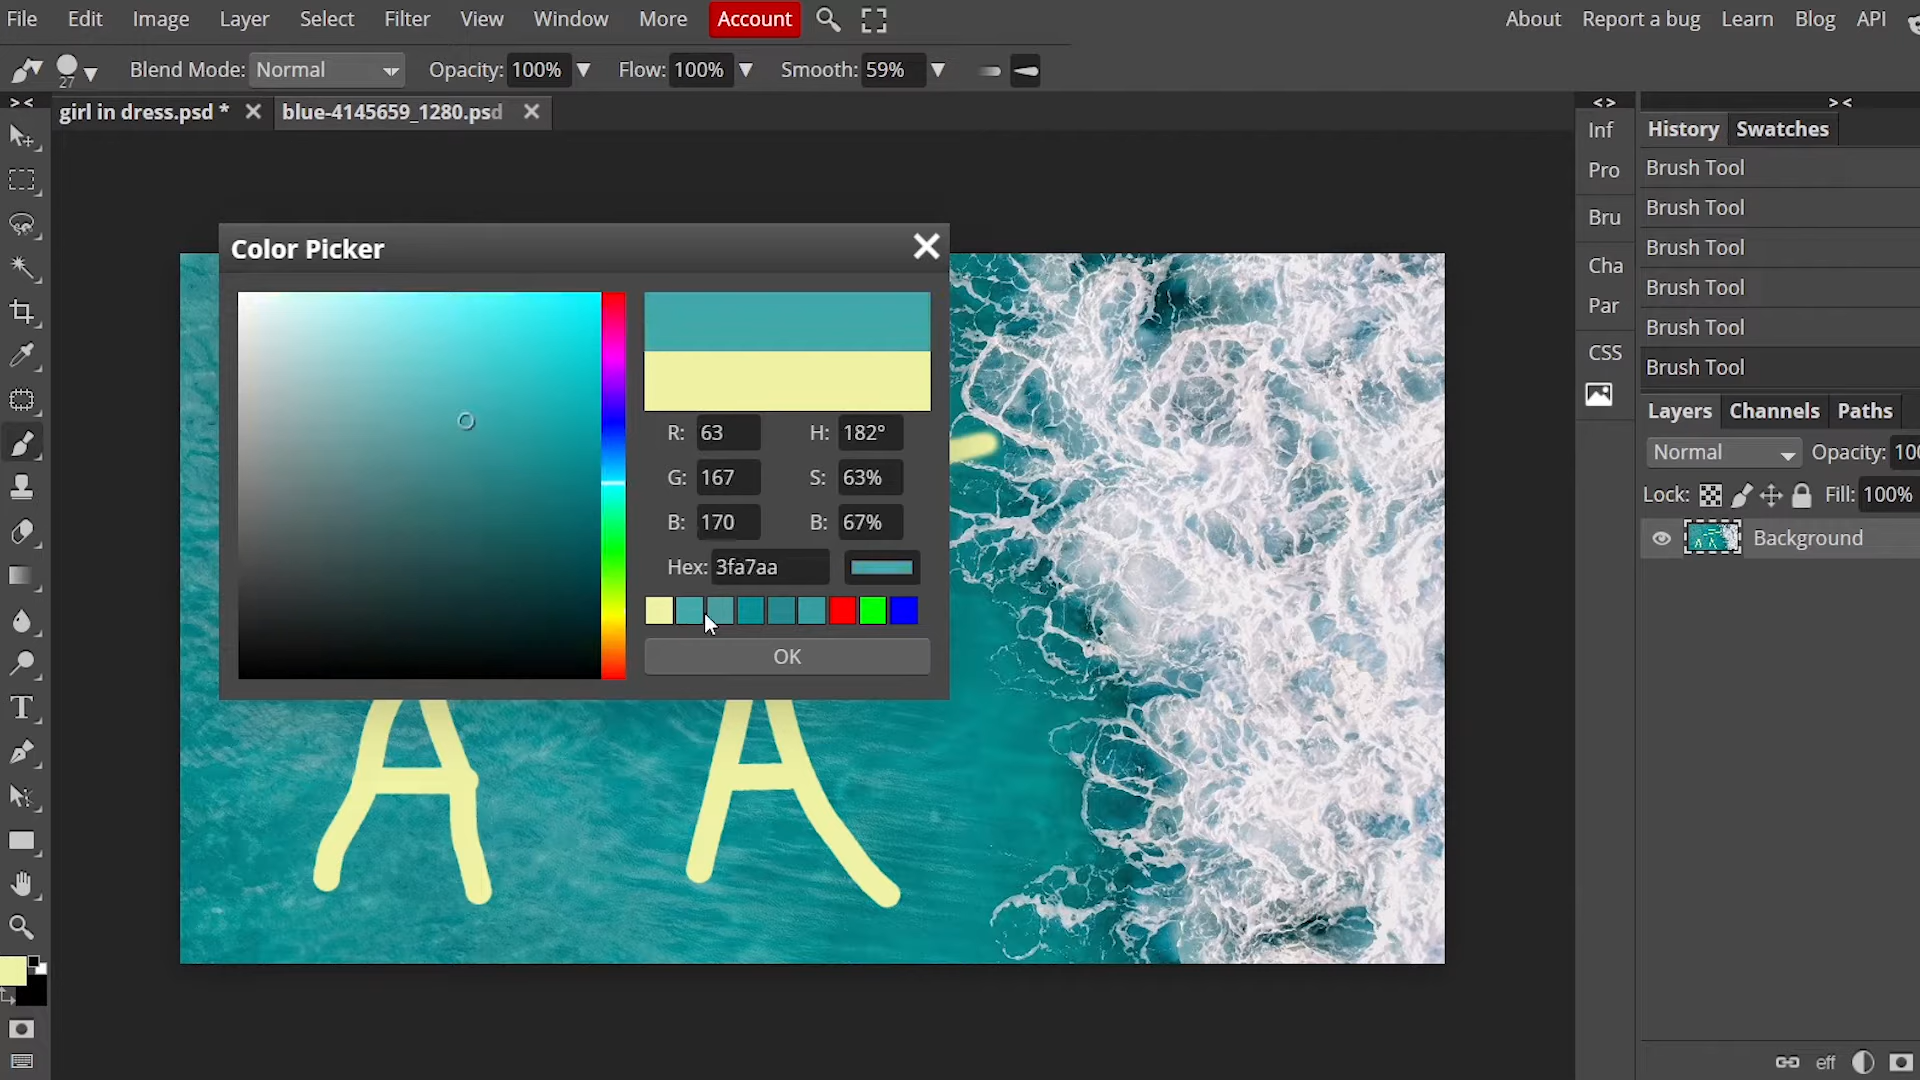 File Edit Image Layer Select Filter View Window More Account About Report a bug Learn Blog API
27 Blend Mode: Normal Opacity: 100% Flow: 100% Smooth: 59%
girl in dress.psd * blue-4145659_1280.psd
Color Picker
R: 63 H: 182°
G: 167 S: 63%
B: 170 B: 67%
Hex: 3fa7aa
OK
A A
Inf
Pro
Bru
Cha
Par
CSS
History Swatches
Brush Tool
Brush Tool
Brush Tool
Brush Tool
Brush Tool
Brush Tool
Layers Channels Paths
Normal Opacity: 100
Lock: Fill: 100%
Background
eff